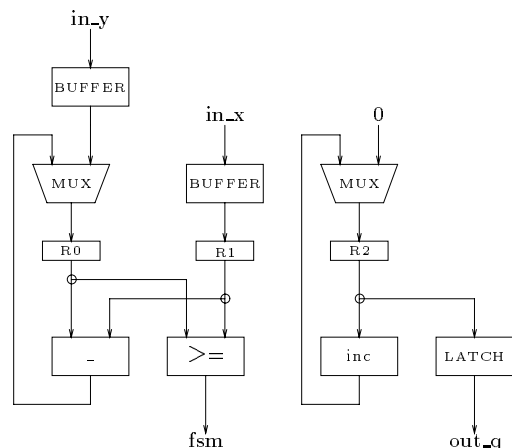 in_y
BUFFER
in_x
0
MUX
BUFFER
MUX
R0
R1
R2
-
>=
inc
LATCH
fsm
out_q